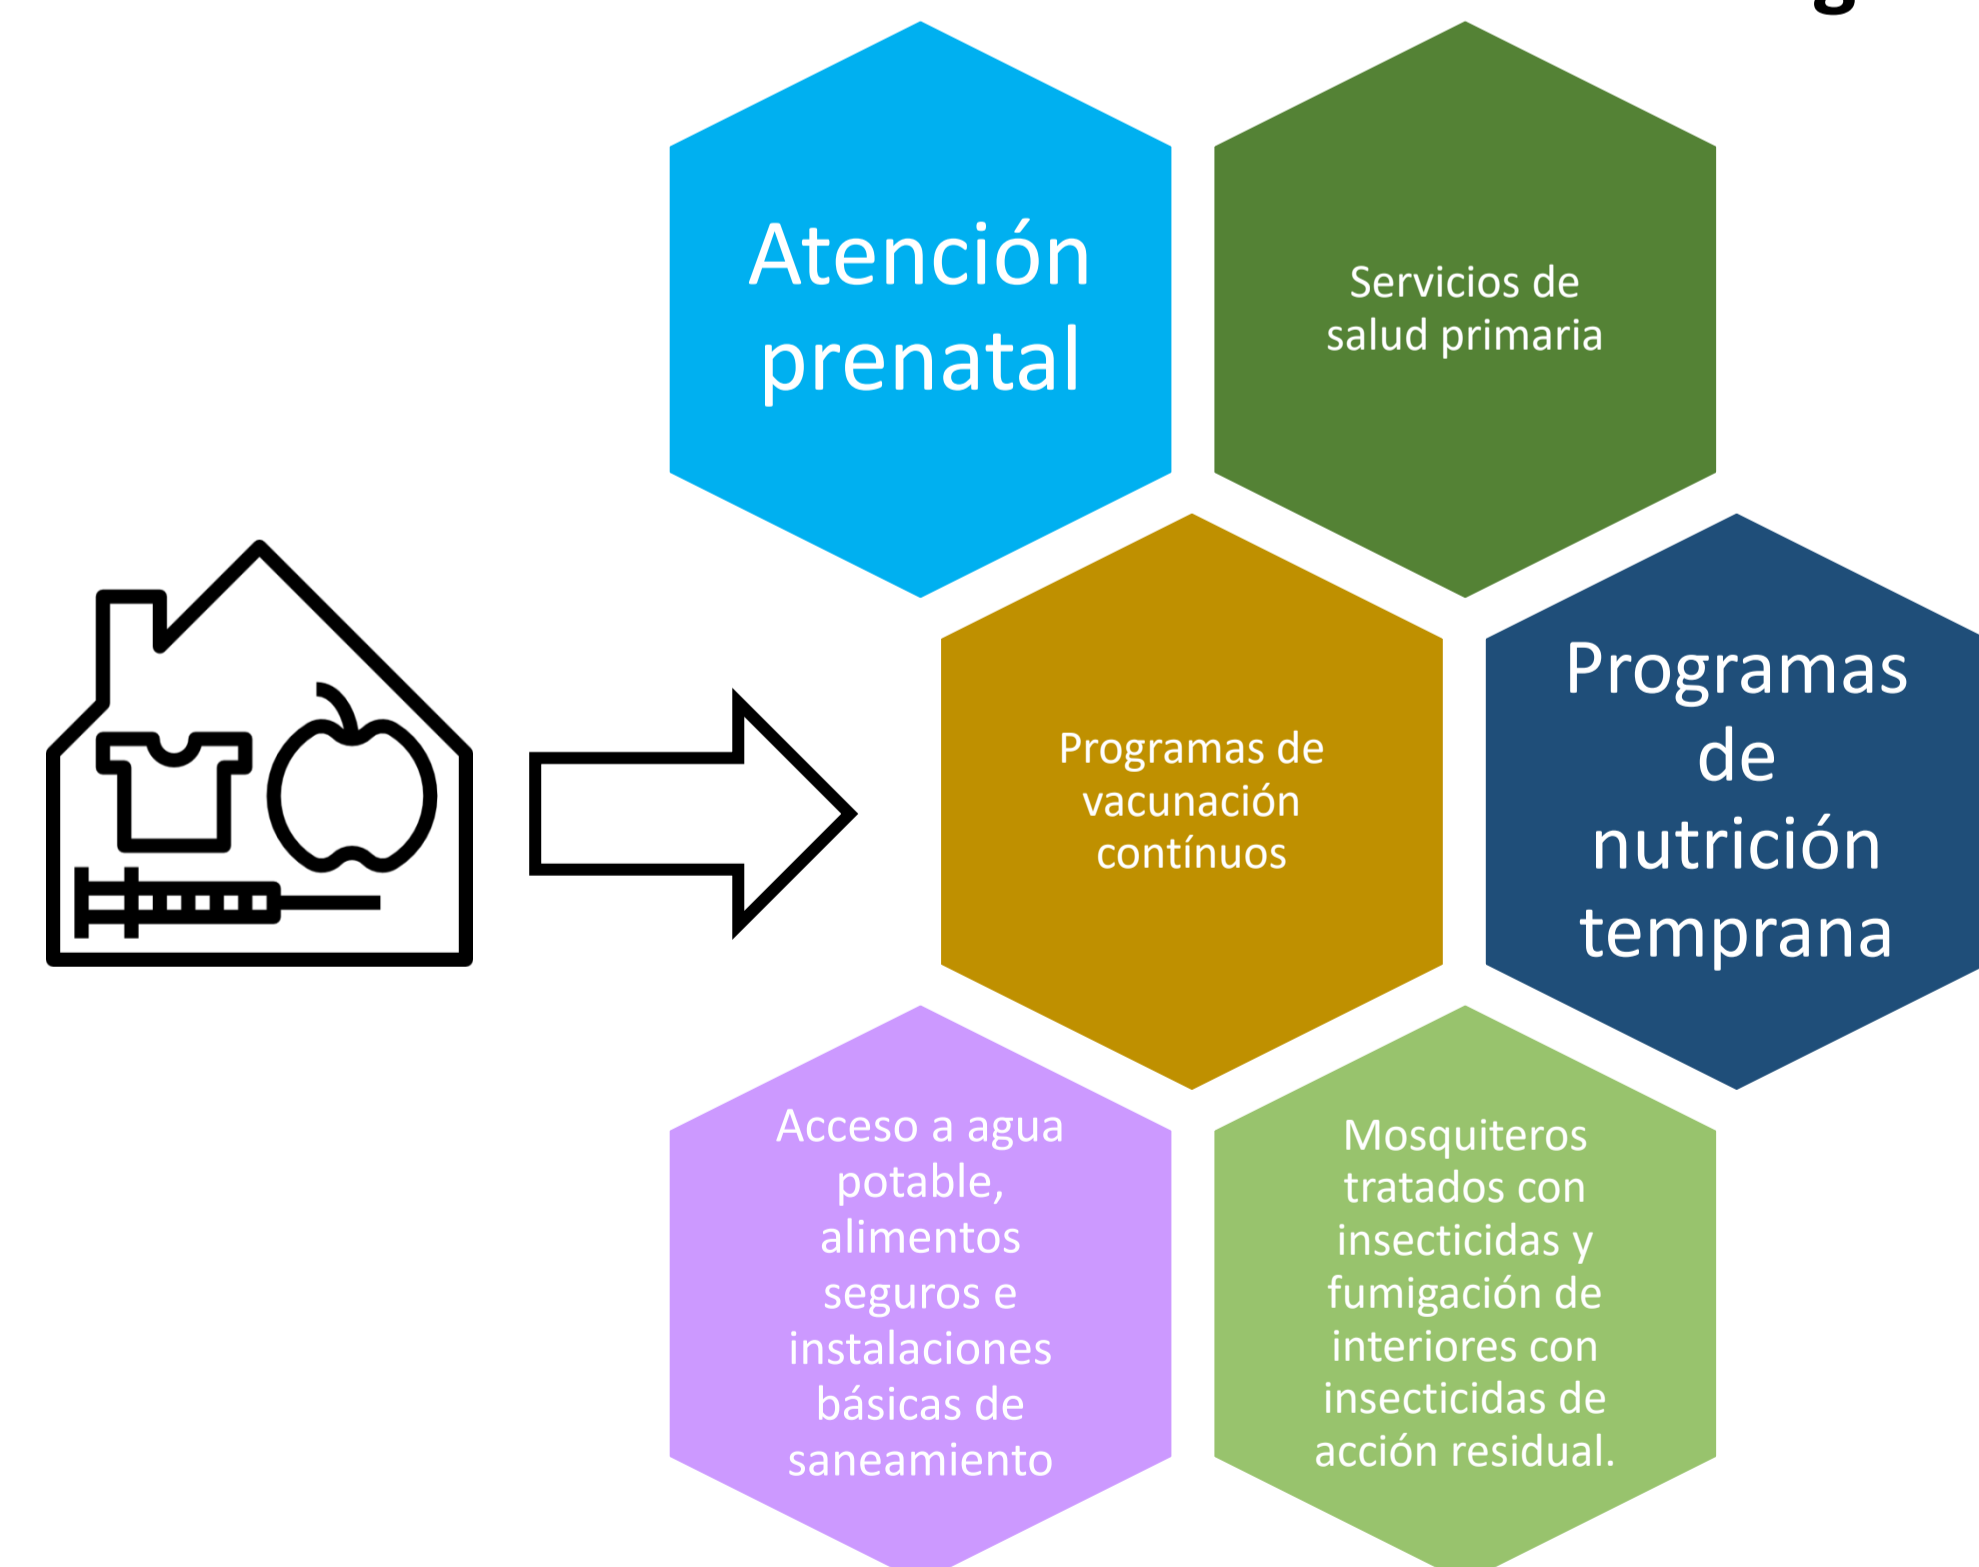 Atención
prenatal
Servicios de
salud primaria
Programas de
vacunación
contínuos
Programas
de
nutrición
temprana
Acceso a agua
potable,
alimentos
seguros e
instalaciones
básicas de
saneamiento
Mosquiteros
tratados con
insecticidas y
fumigación de
interiores con
insecticidas de
acción residual.